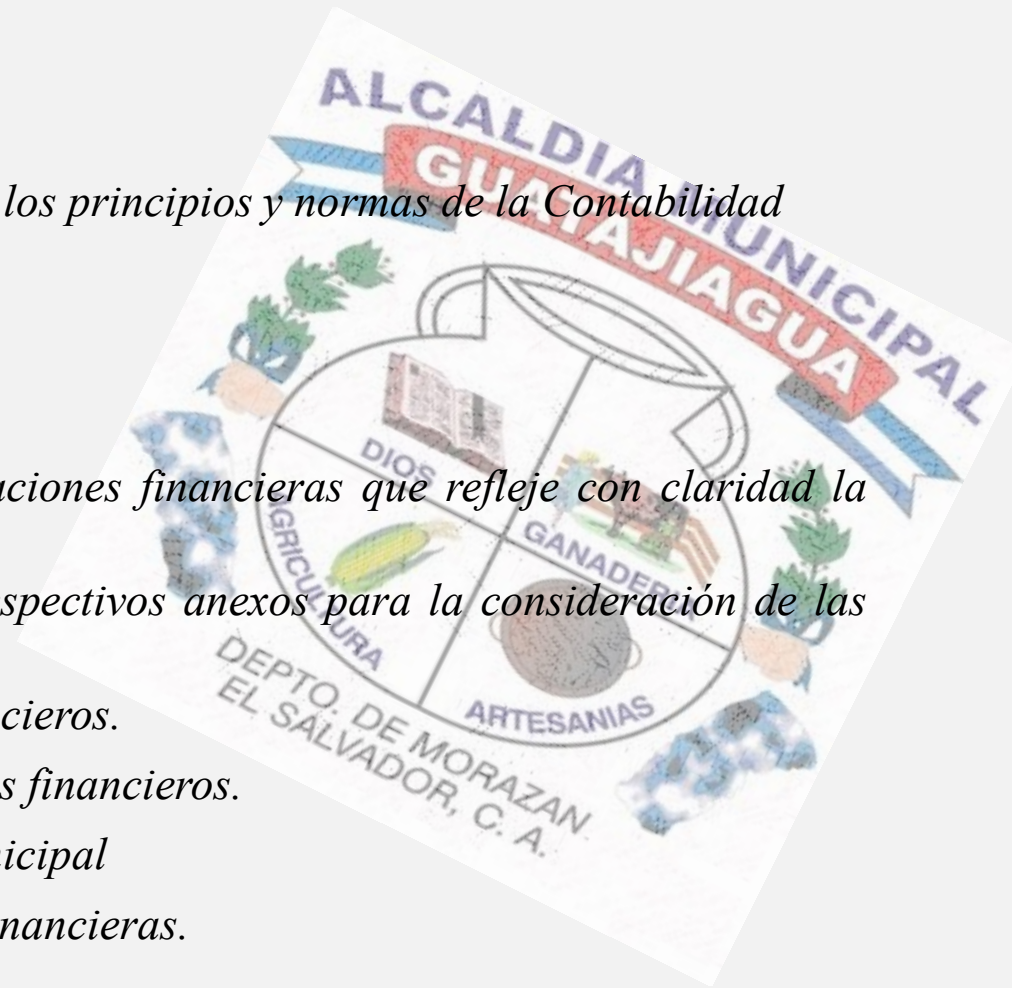 los principios y normas de la Contabilidad
aciones financieras que refleje con claridad la
spectivos anexos para la consideración de las
cieros.
s financieros.
icipal
nancieras.
ALCALDIA MUNICIPAL
GUATAJIAGUA
DIOS
GANADERIA
AGRICULTURA
ARTESANIAS
DEPTO. DE MORAZAN
EL SALVADOR, C. A.